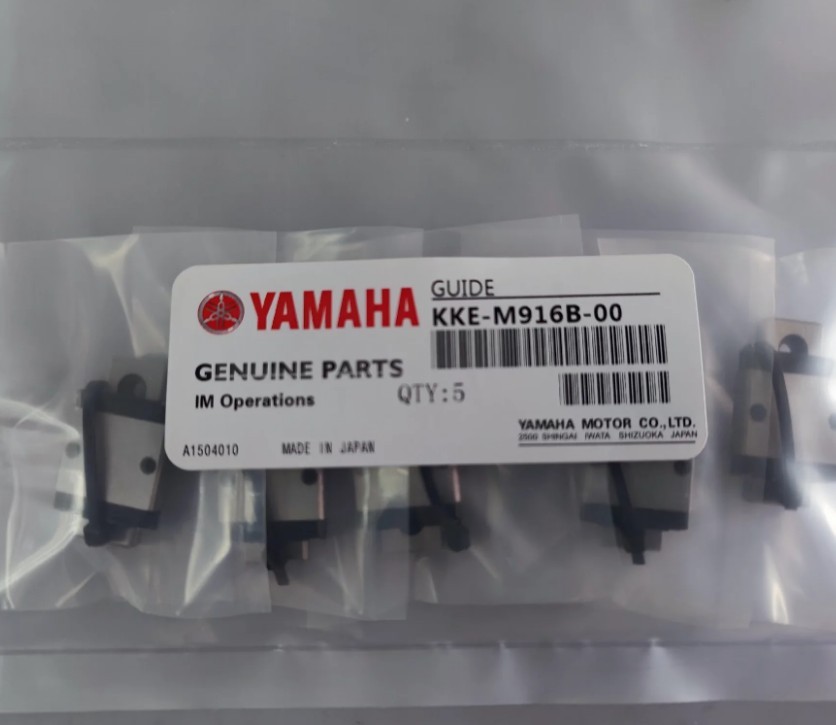 YAMAHA
GUIDE
KKE-M916B-00
GENUINE PARTS
IM Operations
QTY:5
YAMAHA MOTOR CO.,LTD.
2500 SHINGAI IWATA SHIZUOKA JAPAN
A1504010
MADE IN JAPAN